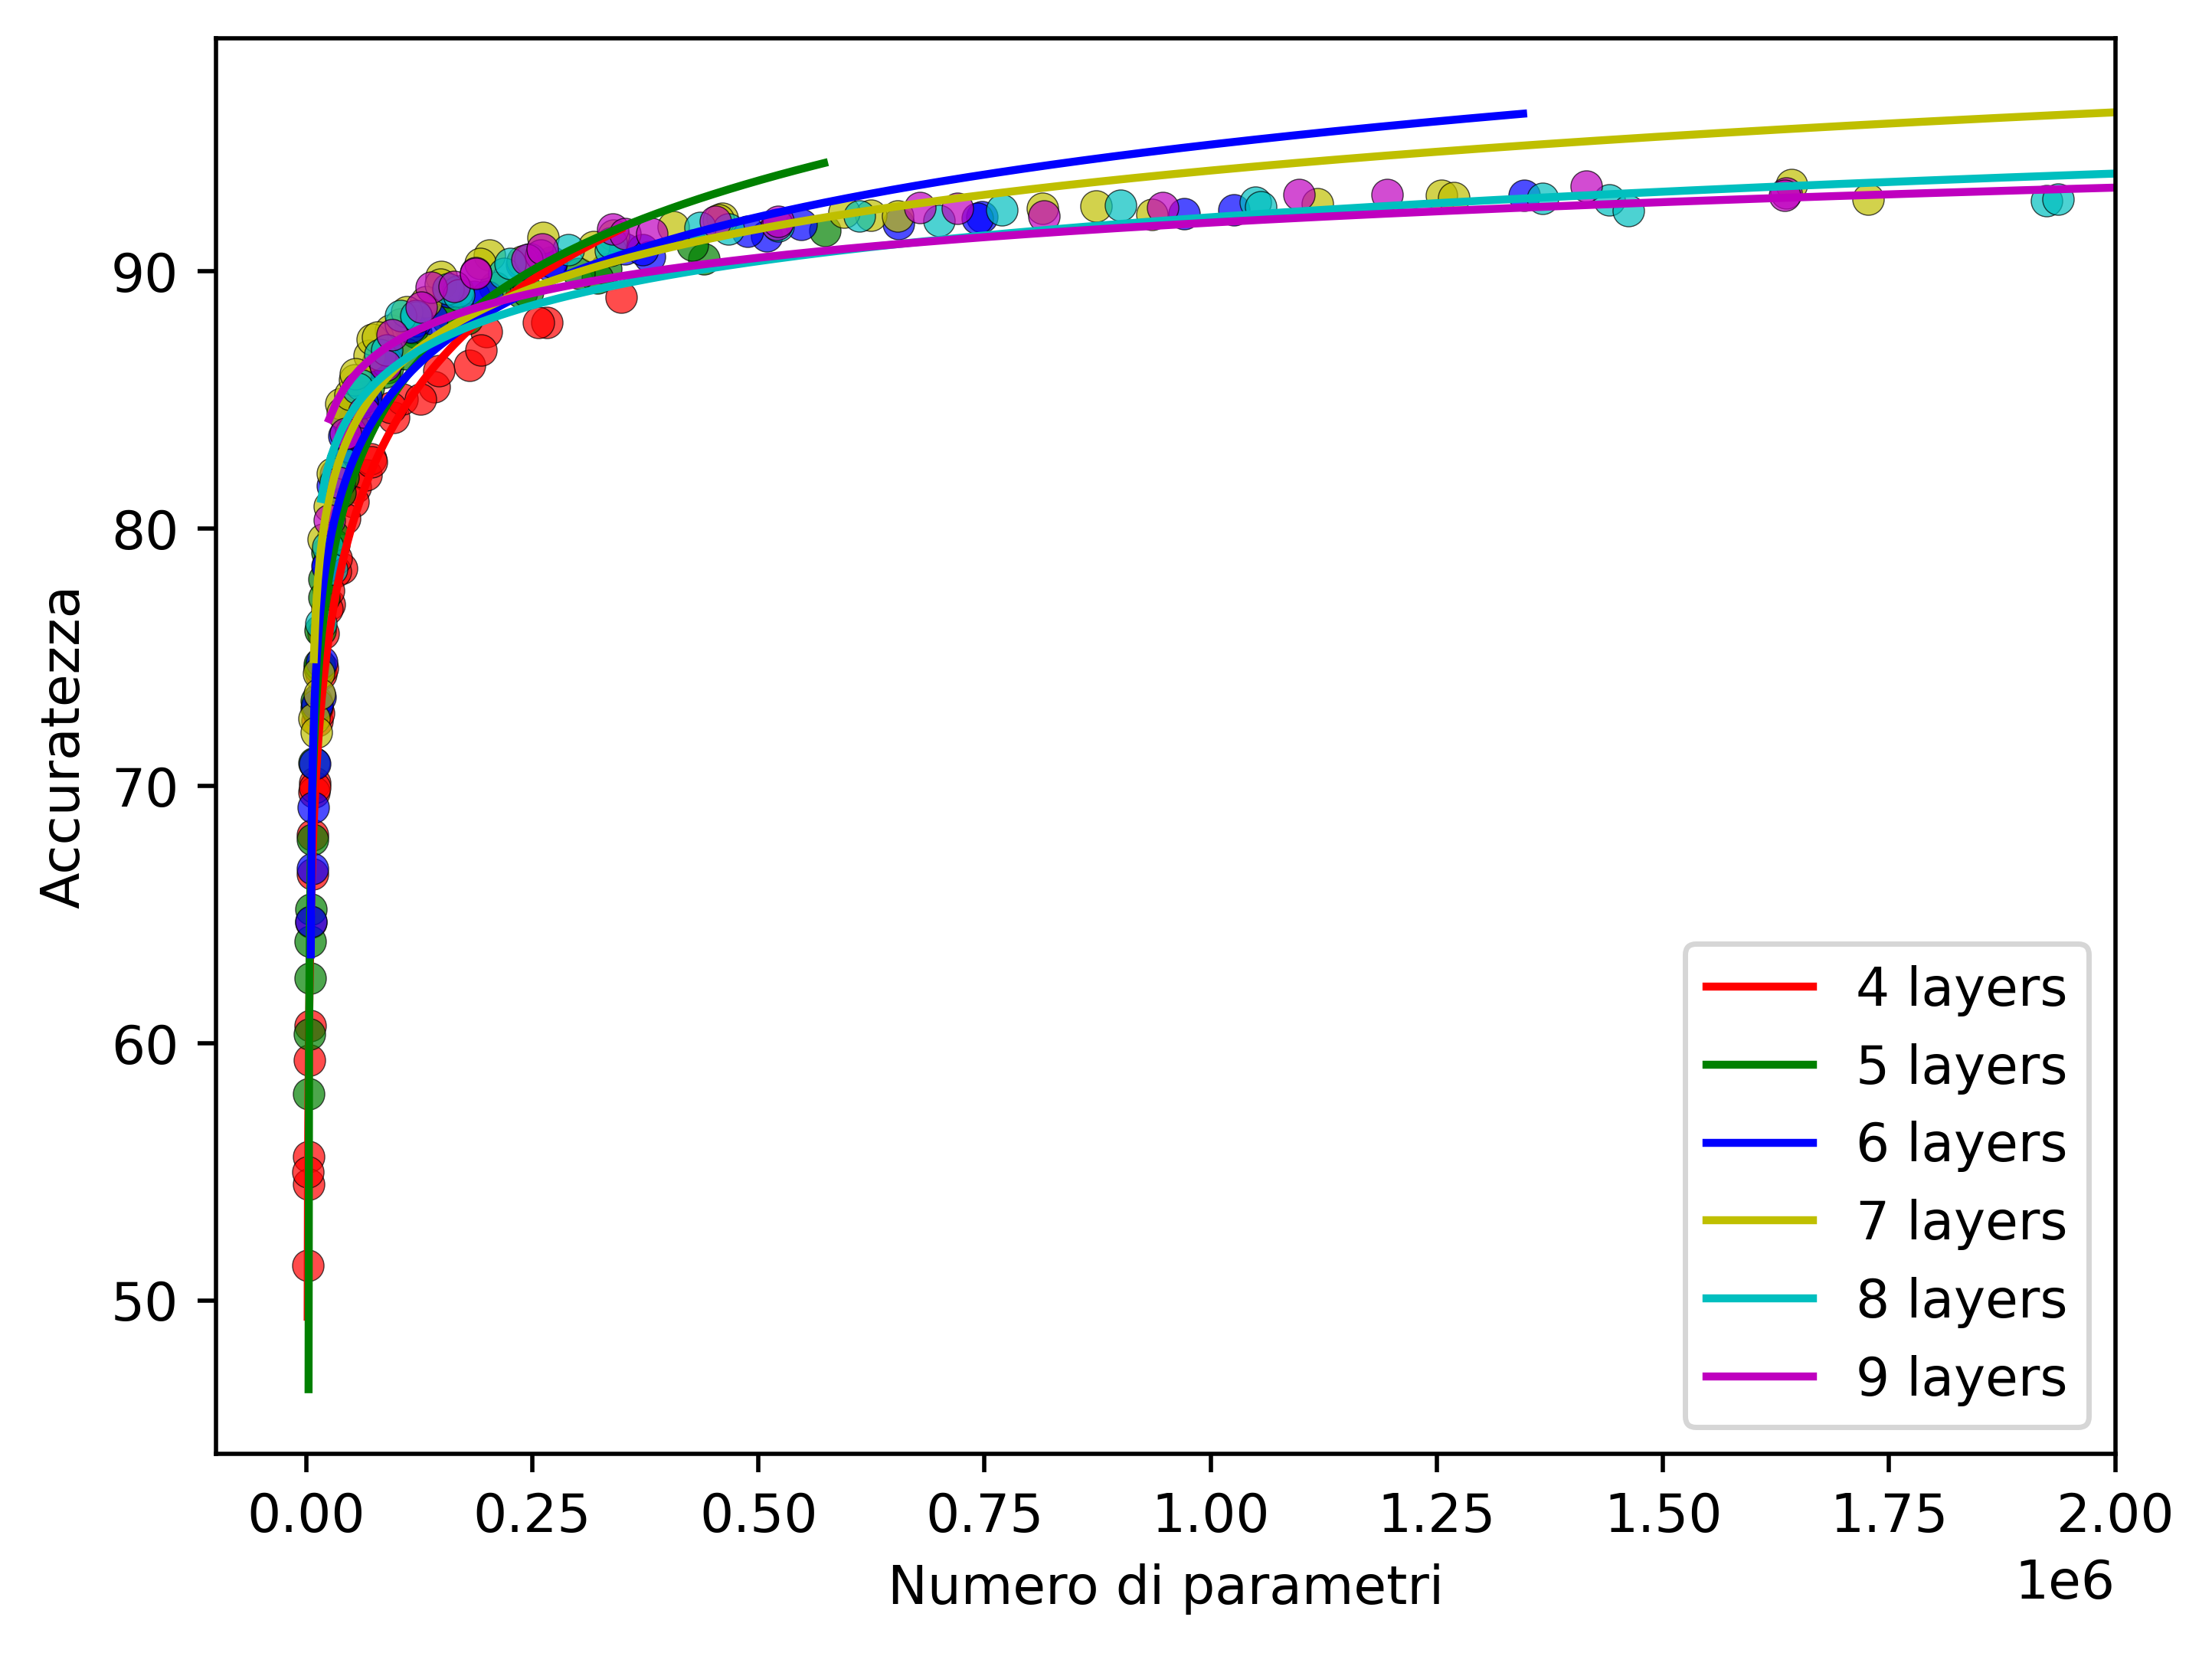 Accuratezza
90
80
70
60
50
4 layers
5 layers
6 layers
7 layers
8 layers
9 layers
0.00 0.25 0.50 0.75 1.00 1.25 1.50 1.75 2.00
1e6
Numero di parametri